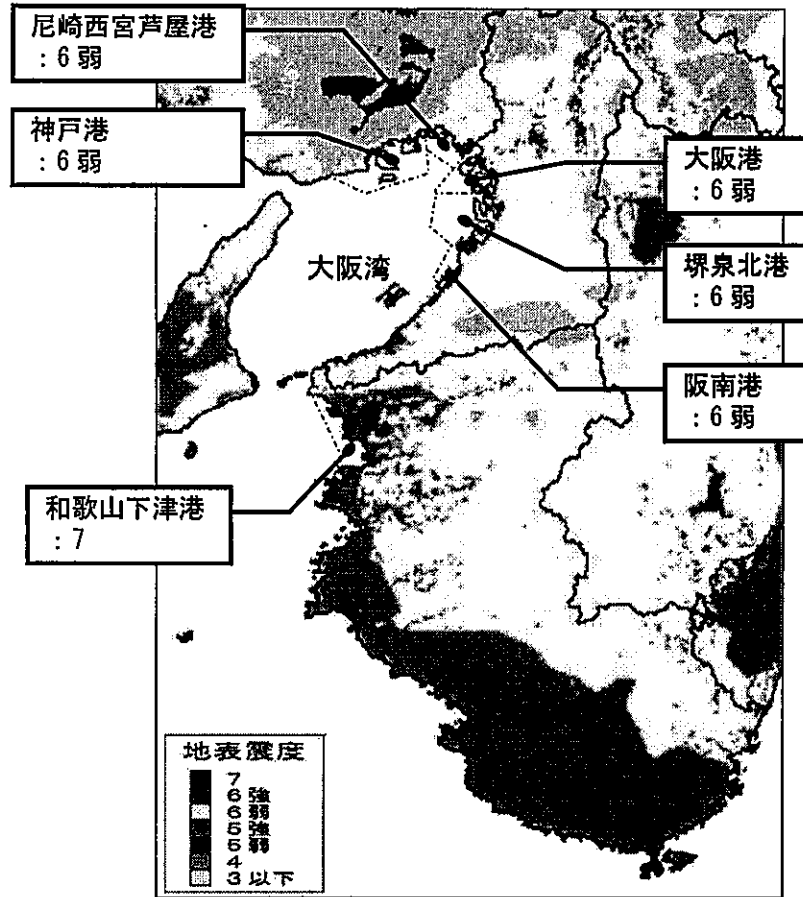 尼崎西宮芦屋港
：6弱
神戸港
：6弱
大阪港
：6弱
大阪湾
堺泉北港
：6弱
阪南港
：6弱
和歌山下津港
：7
地表震度
7
6強
6弱
5強
5弱
4
3以下